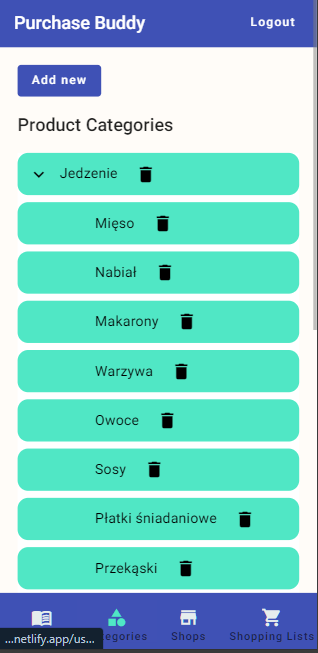 Purchase Buddy
Logout
Add new
Product Categories
Jedzenie
Mięso
Nabiał
Makarony
Warzywa
Owoce
Sosy
Płatki śniadaniowe
Przekąski
...netlify.app/us...
egories
Shops
Shopping Lists